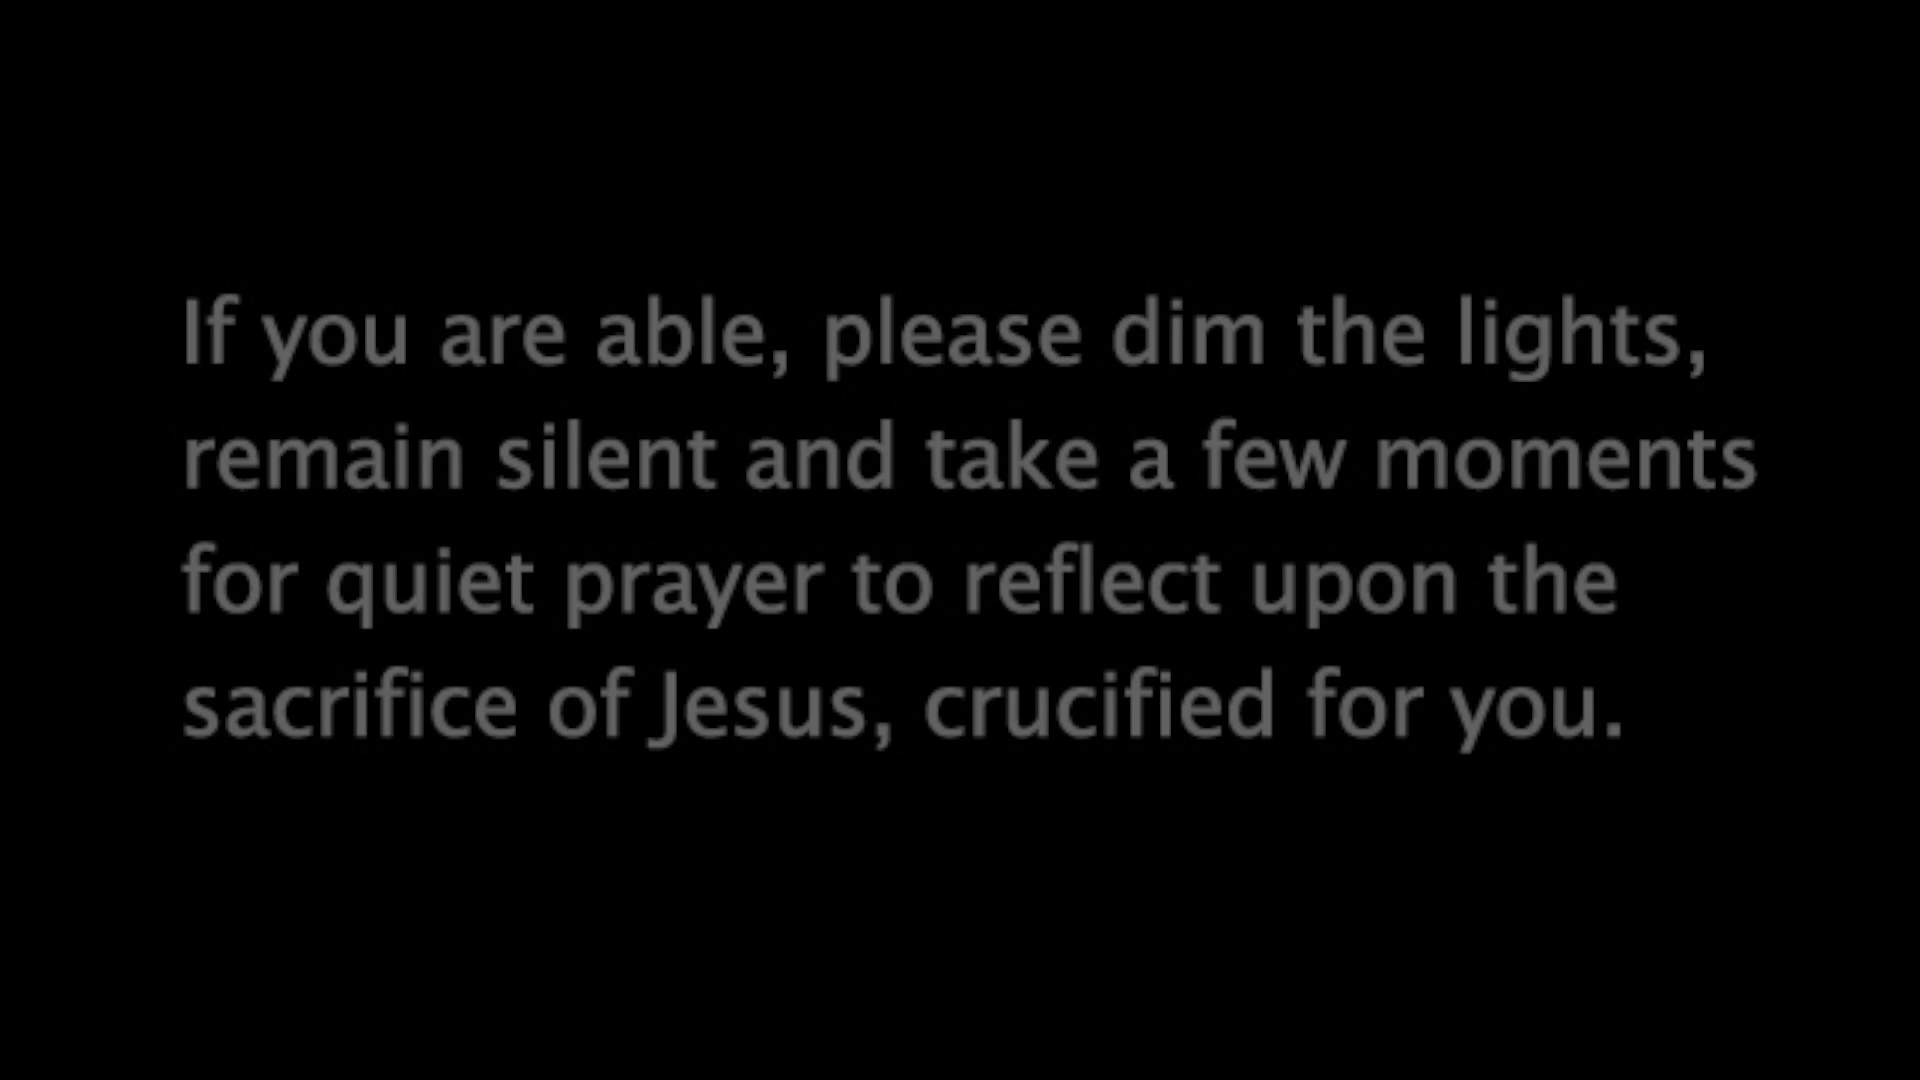 If you are able, please dim the lights,
remain silent and take a few moments
for quiet prayer to reflect upon the
sacrifice of Jesus, crucified for you.